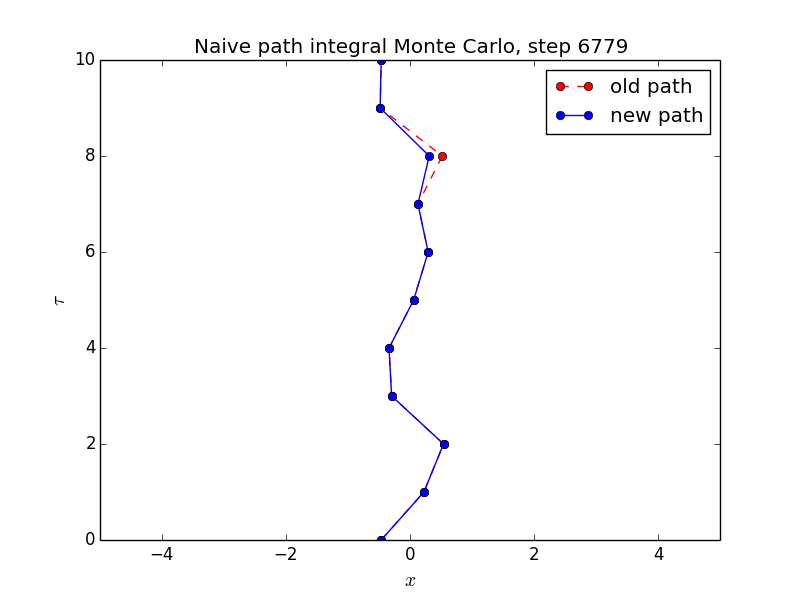 Naive path integral Monte Carlo, step 6779
old path
new path
10
8
6
4
2
0
τ
−4 −2 0 2 4
x